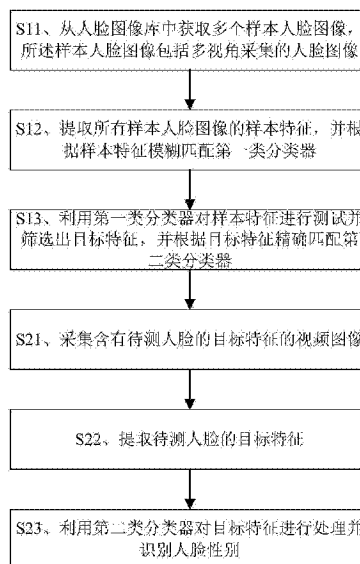 S11、从人脸图像库中获取多个样本人脸图像,
所述样本人脸图像包括多视角采集的人脸图像
S12、提取所有样本人脸图像的样本特征，并根
据样本特征模糊匹配第一类分类器
S13、利用第一类分类器对样本特征进行测试并
筛选出目标特征，并根据目标特征精确匹配第
二类分类器
S21、采集含有待测人脸的目标特征的视频图像
S22、提取待测人脸的目标特征
S23、利用第二类分类器对目标特征进行处理并
识别人脸性别